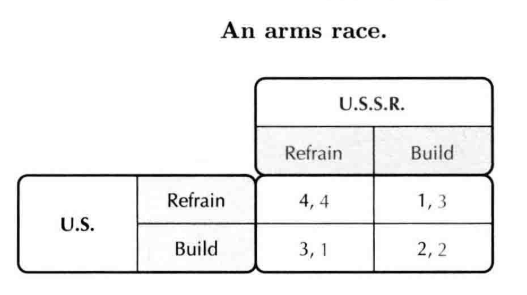 An arms race.
U.S.S.R.
Refrain Build
U.S. Refrain 4, 4 1, 3
Build 3, 1 2, 2